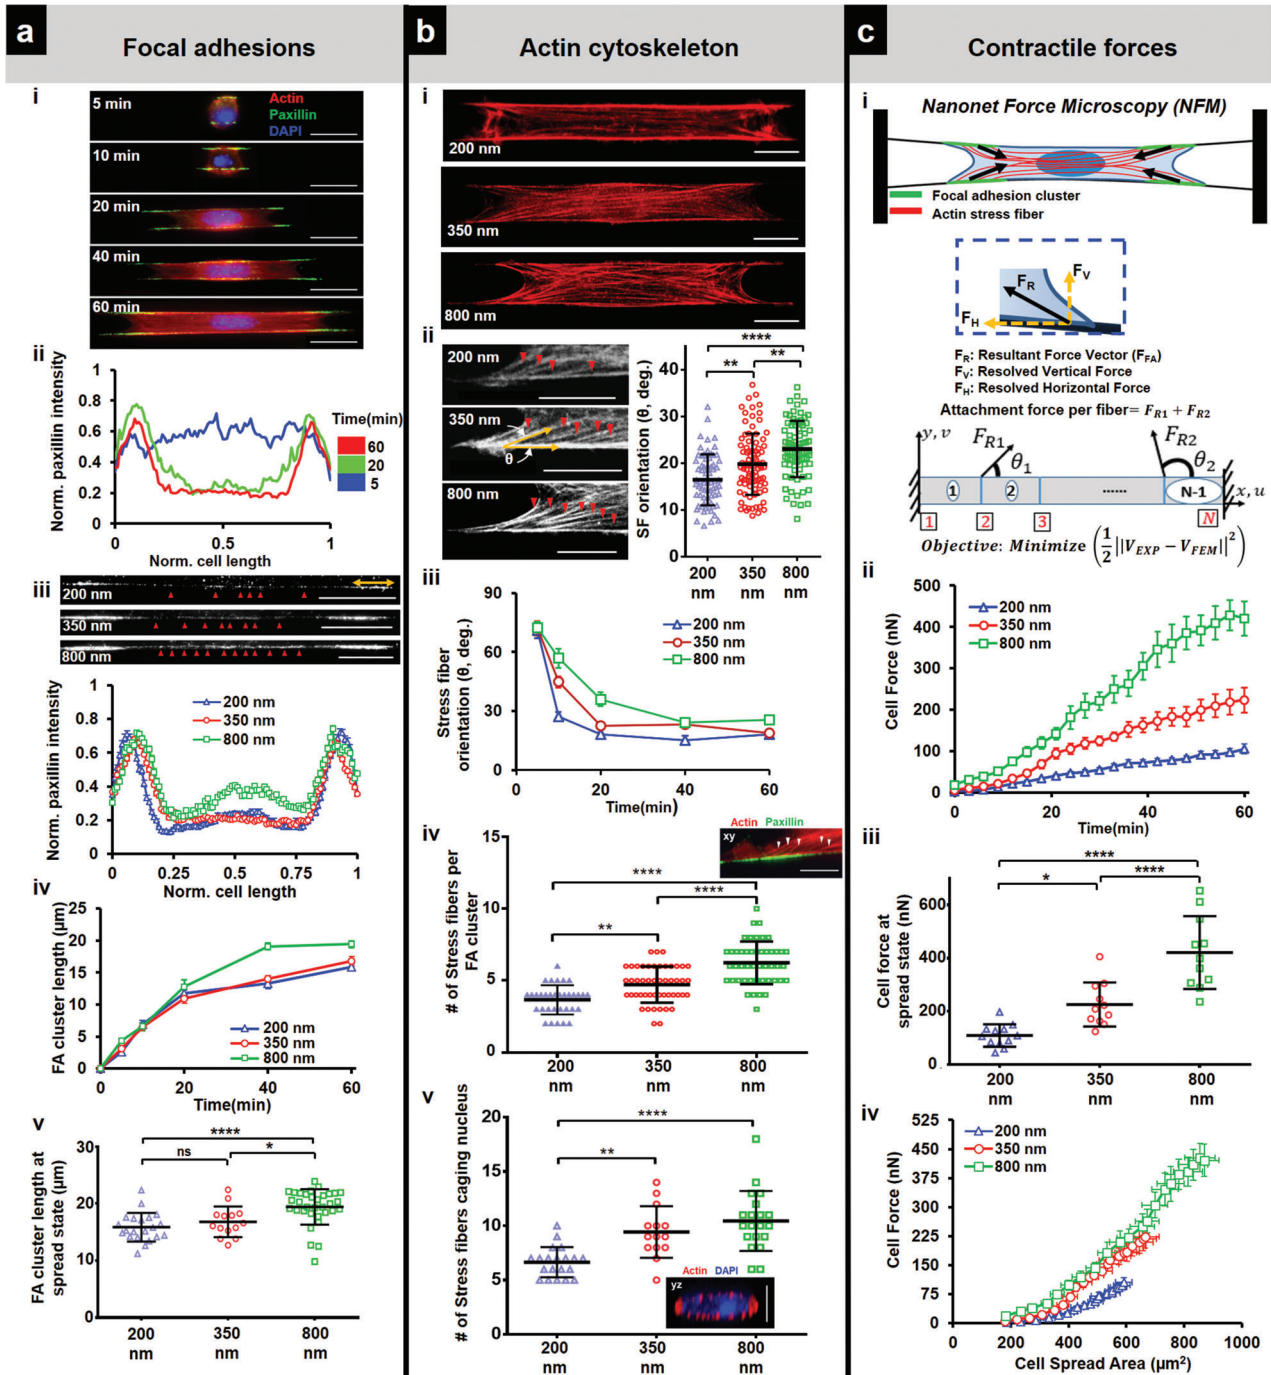 a
Focal adhesions
i
5 min
Actin
Paxillin
DAPI
10 min
20 min
40 min
60 min
ii
Norm. paxillin intensity
1
0.8
0.6
0.4
0.2
0
0
0.5
1
Norm. cell length
Time(min)
60
20
5
iii
200 nm
350 nm
800 nm
Norm. paxillin intensity
1
0.8
0.6
0.4
0.2
0
200 nm
350 nm
800 nm
0
0.25
0.50
0.75
1
Norm. cell length
iv
FA cluster length (µm)
25
20
15
10
5
0
200 nm
350 nm
800 nm
0
20
40
60
Time(min)
v
FA cluster length at
spread state (µm)
30
20
10
0
****
ns
*
200
nm
350
nm
800
nm
b
Actin cytoskeleton
i
200 nm
350 nm
800 nm
ii
200 nm
350 nm
θ
800 nm
SF orientation (θ, deg.)
40
30
20
10
0
****
**
**
200
nm
350
nm
800
nm
iii
Stress fiber
orientation (θ, deg.)
90
60
30
0
200 nm
350 nm
800 nm
0
20
40
60
Time(min)
iv
# of Stress fibers per
FA cluster
15
10
5
0
Actin Paxillin
xy
****
****
**
200
nm
350
nm
800
nm
v
# of Stress fibers caging nucleus
20
15
10
5
0
****
**
Actin DAPI
yz
200
nm
350
nm
800
nm
c
Contractile forces
i
Nanonet Force Microscopy (NFM)
Focal adhesion cluster
Actin stress fiber
F_R
F_V
F_H
F_R: Resultant Force Vector (F_FA)
F_V: Resolved Vertical Force
F_H: Resolved Horizontal Force
Attachment force per fiber= F_R1 + F_R2
y, v
F_R1
θ_1
F_R2
θ_2
1
2
......
N-1
x, u
1
2
3
N
Objective: Minimize (1/2 ||V_EXP − V_FEM||²)
ii
Cell Force (nN)
500
400
300
200
100
0
200 nm
350 nm
800 nm
0
20
40
60
Time(min)
iii
Cell force at
spread state (nN)
600
400
200
0
****
*
****
200
nm
350
nm
800
nm
iv
Cell Force (nN)
525
450
375
300
225
150
75
0
200 nm
350 nm
800 nm
0
200
400
600
800
1000
Cell Spread Area (µm²)